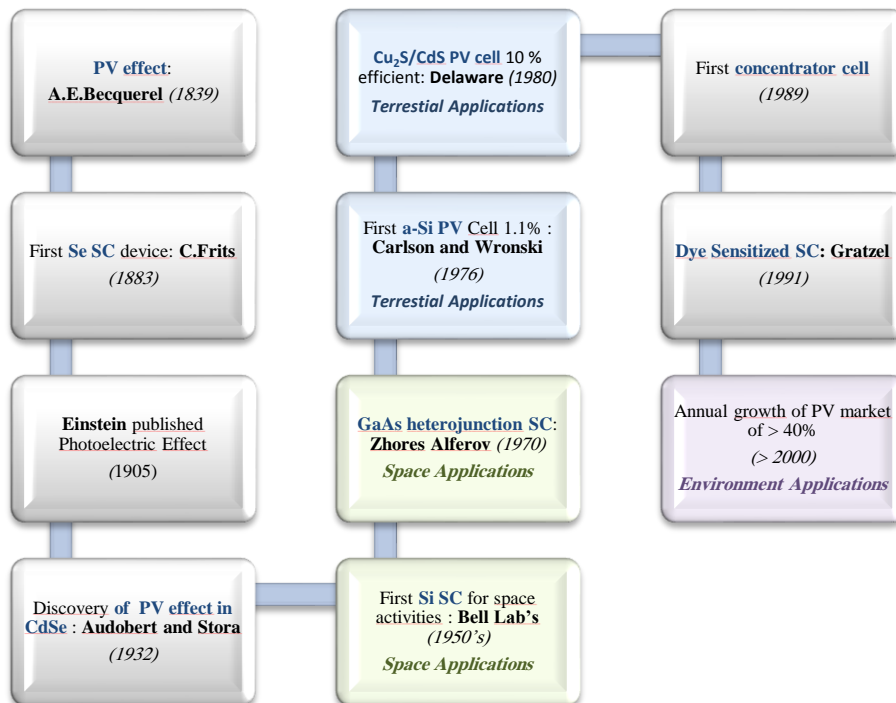 PV effect:
A.E.Becquerel (1839)
First Se SC device: C.Frits
(1883)
Einstein published
Photoelectric Effect
(1905)
Discovery of PV effect in
CdSe : Audobert and Stora
(1932)
First Si SC for space
activities : Bell Lab's
(1950's)
Space Applications
GaAs heterojunction SC:
Zhores Alferov (1970)
Space Applications
First a-Si PV Cell 1.1% :
Carlson and Wronski
(1976)
Terrestial Applications
Cu₂S/CdS PV cell 10 %
efficient: Delaware (1980)
Terrestial Applications
First concentrator cell
(1989)
Dye Sensitized SC: Gratzel
(1991)
Annual growth of PV market
of > 40%
(> 2000)
Environment Applications